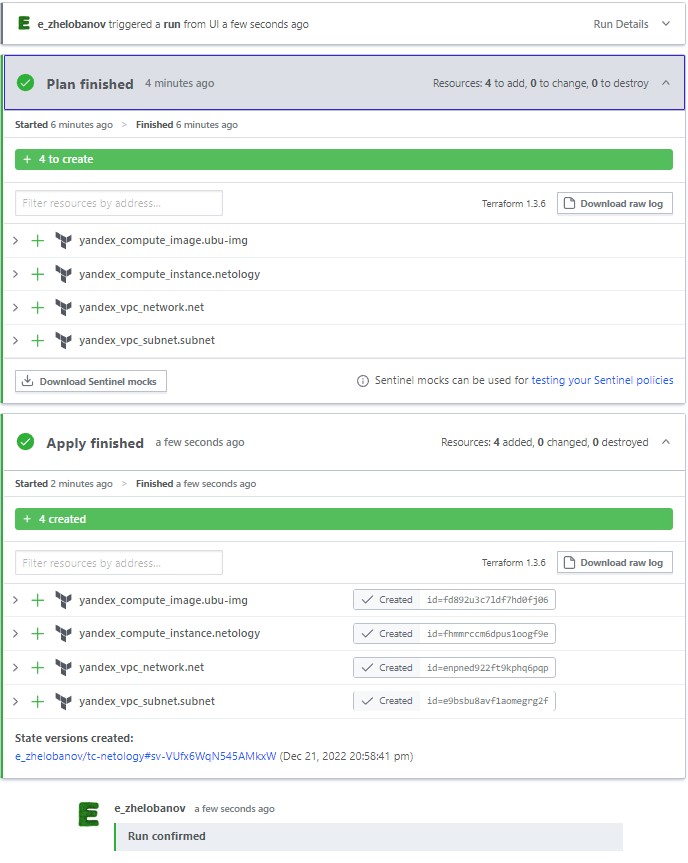 e_zhelobanov triggered a run from UI a few seconds ago Run Details
Plan finished 4 minutes ago Resources: 4 to add, 0 to change, 0 to destroy
Started 6 minutes ago > Finished 6 minutes ago
+ 4 to create
Filter resources by address... Terraform 1.3.6 Download raw log
yandex_compute_image.ubu-img
yandex_compute_instance.netology
yandex_vpc_network.net
yandex_vpc_subnet.subnet
Download Sentinel mocks Sentinel mocks can be used for testing your Sentinel policies
Apply finished a few seconds ago Resources: 4 added, 0 changed, 0 destroyed
Started 2 minutes ago > Finished a few seconds ago
+ 4 created
Filter resources by address... Terraform 1.3.6 Download raw log
yandex_compute_image.ubu-img Created id=fd892u3c7ldf7hd0fj06
yandex_compute_instance.netology Created id=fhmmrccm6dpus1oogf9e
yandex_vpc_network.net Created id=enpned922ft9kphq6pqp
yandex_vpc_subnet.subnet Created id=e9bsbu8avf1aomegrg2f
State versions created:
e_zhelobanov/tc-netology#sv-VUfx6WqN545AMkxW (Dec 21, 2022 20:58:41 pm)
e_zhelobanov a few seconds ago
Run confirmed